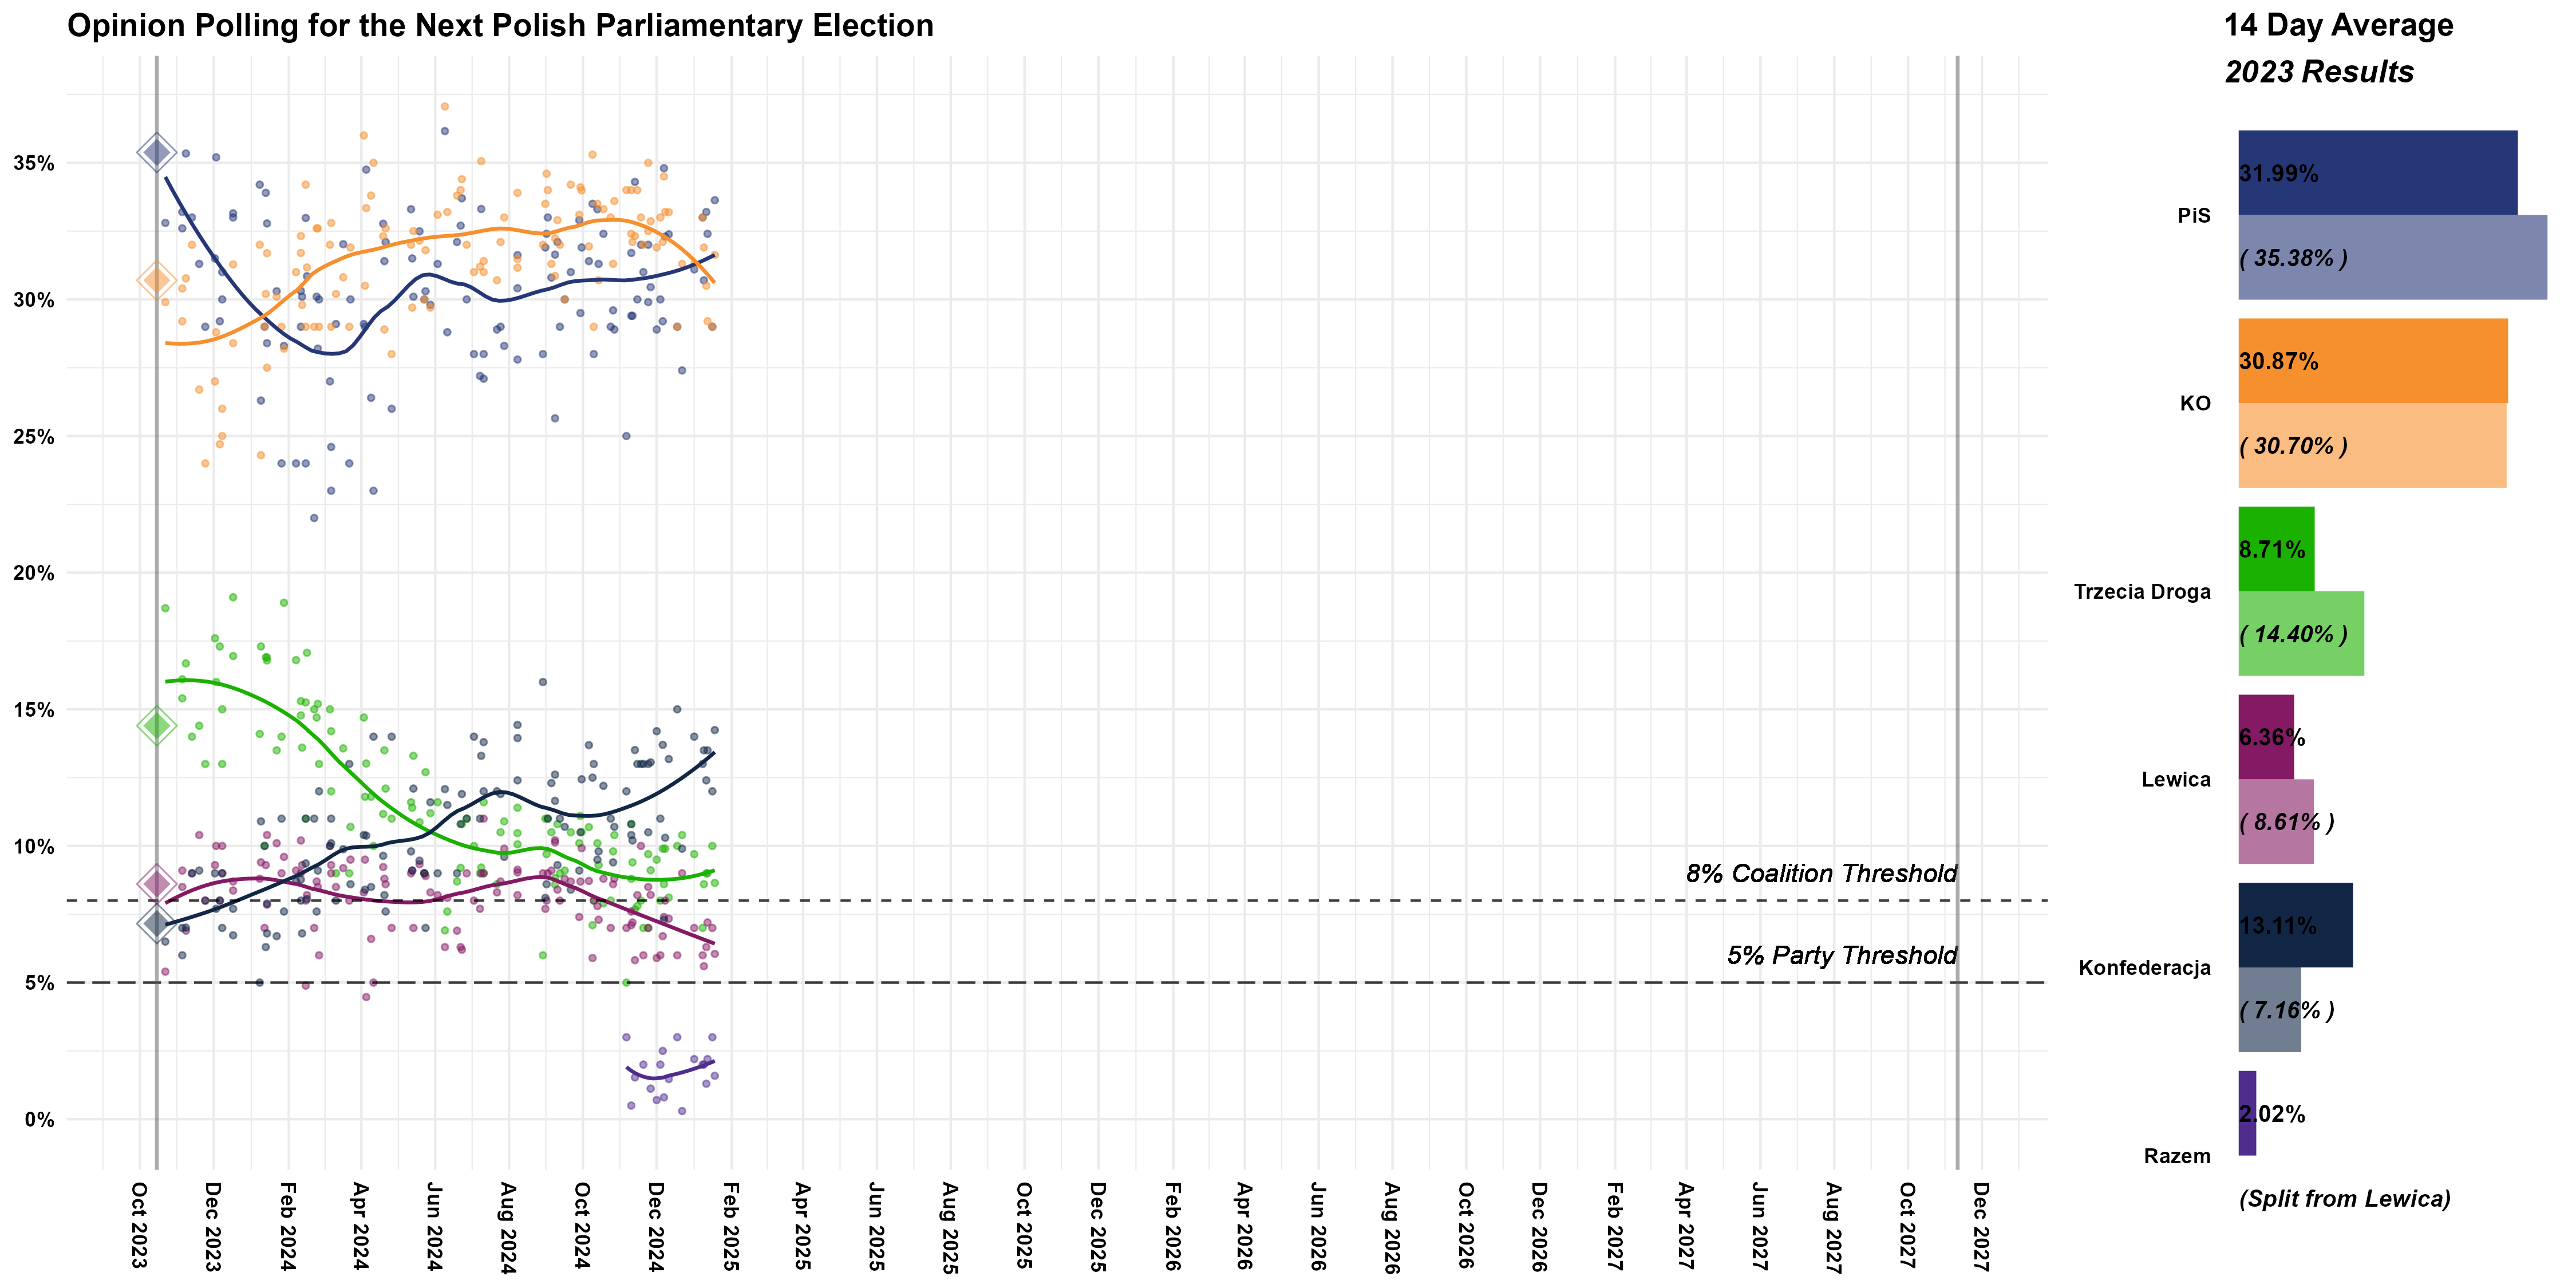 Opinion Polling for the Next Polish Parliamentary Election
14 Day Average
2023 Results
35%
30%
25%
20%
15%
10%
5%
0%
8% Coalition Threshold
5% Party Threshold
Oct 2023
Dec 2023
Feb 2024
Apr 2024
Jun 2024
Aug 2024
Oct 2024
Dec 2024
Feb 2025
Apr 2025
Jun 2025
Aug 2025
Oct 2025
Dec 2025
Feb 2026
Apr 2026
Jun 2026
Aug 2026
Oct 2026
Dec 2026
Feb 2027
Apr 2027
Jun 2027
Aug 2027
Oct 2027
Dec 2027
PiS
31.99%
( 35.38% )
KO
30.87%
( 30.70% )
Trzecia Droga
8.71%
( 14.40% )
Lewica
6.36%
( 8.61% )
Konfederacja
13.11%
( 7.16% )
Razem
2.02%
(Split from Lewica)